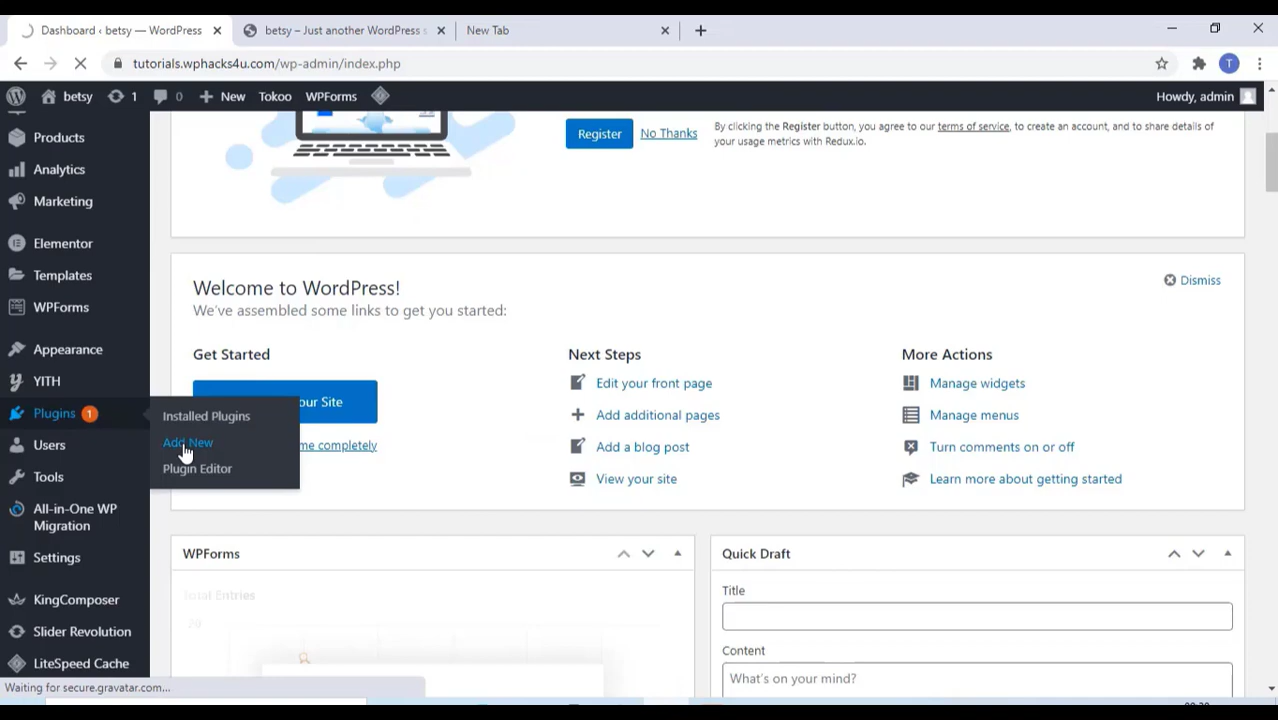 Dashboard ‹ betsy — WordPress
betsy – Just another WordPress s
New Tab
tutorials.wphacks4u.com/wp-admin/index.php
T
betsy
1
0
New
Tokoo
WPForms
Howdy, admin
Products
Analytics
Marketing
Elementor
Templates
WPForms
Appearance
YITH
Plugins 1
Users
Tools
All-in-One WP
Migration
Settings
KingComposer
Slider Revolution
LiteSpeed Cache
Installed Plugins
Add New
Plugin Editor
Register
No Thanks
By clicking the Register button, you agree to our terms of service, to create an account, and to share details of
your usage metrics with Redux.io.
Welcome to WordPress!
Dismiss
We've assembled some links to get you started:
Get Started
our Site
me completely
Next Steps
Edit your front page
Add additional pages
Add a blog post
View your site
More Actions
Manage widgets
Manage menus
Turn comments on or off
Learn more about getting started
WPForms
Total Entries
20
Quick Draft
Title
Content
What's on your mind?
Waiting for secure.gravatar.com...